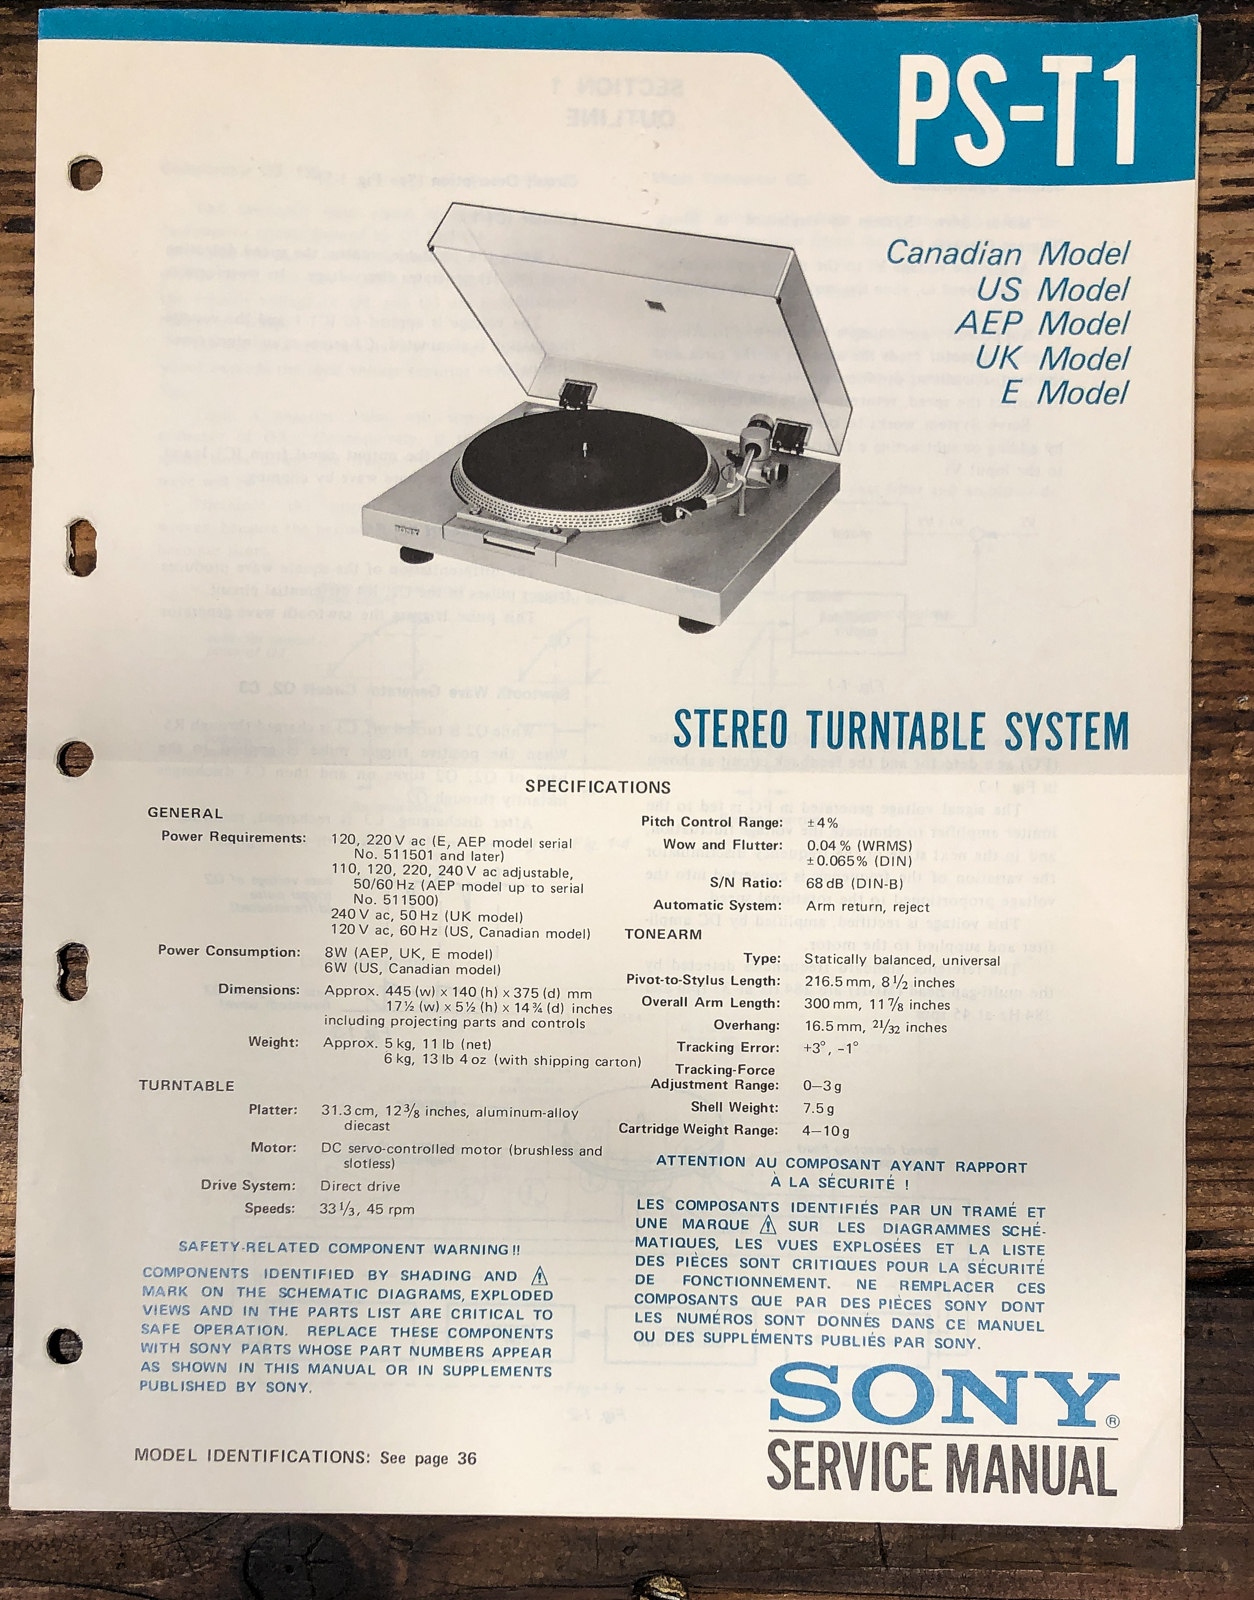 PS-T1
Canadian Model
US Model
AEP Model
UK Model
E Model
SONY
STEREO TURNTABLE SYSTEM
SPECIFICATIONS
GENERAL
Power Requirements: 120, 220 V ac (E, AEP model serial
No. 511501 and later)
110, 120, 220, 240 V ac adjustable,
50/60 Hz (AEP model up to serial
No. 511500)
240 V ac, 50 Hz (UK model)
120 V ac, 60 Hz (US, Canadian model)
Power Consumption: 8W (AEP, UK, E model)
6W (US, Canadian model)
Dimensions: Approx. 445 (w) x 140 (h) x 375 (d) mm
17½ (w) x 5½ (h) x 14¾ (d) inches
including projecting parts and controls
Weight: Approx. 5 kg, 11 lb (net)
6 kg, 13 lb 4 oz (with shipping carton)
TURNTABLE
Platter: 31.3 cm, 12 3/8 inches, aluminum-alloy
diecast
Motor: DC servo-controlled motor (brushless and
slotless)
Drive System: Direct drive
Speeds: 33 1/3, 45 rpm
Pitch Control Range: ±4%
Wow and Flutter: 0.04 % (WRMS)
±0.065% (DIN)
S/N Ratio: 68 dB (DIN-B)
Automatic System: Arm return, reject
TONEARM
Type: Statically balanced, universal
Pivot-to-Stylus Length: 216.5 mm, 8 1/2 inches
Overall Arm Length: 300 mm, 11 7/8 inches
Overhang: 16.5 mm, 21/32 inches
Tracking Error: +3°, -1°
Tracking-Force
Adjustment Range: 0–3 g
Shell Weight: 7.5 g
Cartridge Weight Range: 4–10 g
SAFETY-RELATED COMPONENT WARNING!!
COMPONENTS IDENTIFIED BY SHADING AND ⚠
MARK ON THE SCHEMATIC DIAGRAMS, EXPLODED
VIEWS AND IN THE PARTS LIST ARE CRITICAL TO
SAFE OPERATION. REPLACE THESE COMPONENTS
WITH SONY PARTS WHOSE PART NUMBERS APPEAR
AS SHOWN IN THIS MANUAL OR IN SUPPLEMENTS
PUBLISHED BY SONY.
ATTENTION AU COMPOSANT AYANT RAPPORT
À LA SÉCURITÉ !
LES COMPOSANTS IDENTIFIÉS PAR UN TRAMÉ ET
UNE MARQUE ⚠ SUR LES DIAGRAMMES SCHÉ-
MATIQUES, LES VUES EXPLOSÉES ET LA LISTE
DES PIÈCES SONT CRITIQUES POUR LA SÉCURITÉ
DE FONCTIONNEMENT. NE REMPLACER CES
COMPOSANTS QUE PAR DES PIÈCES SONY DONT
LES NUMÉROS SONT DONNÉS DANS CE MANUEL
OU DES SUPPLÉMENTS PUBLIÉS PAR SONY.
MODEL IDENTIFICATIONS: See page 36
SONY®
SERVICE MANUAL